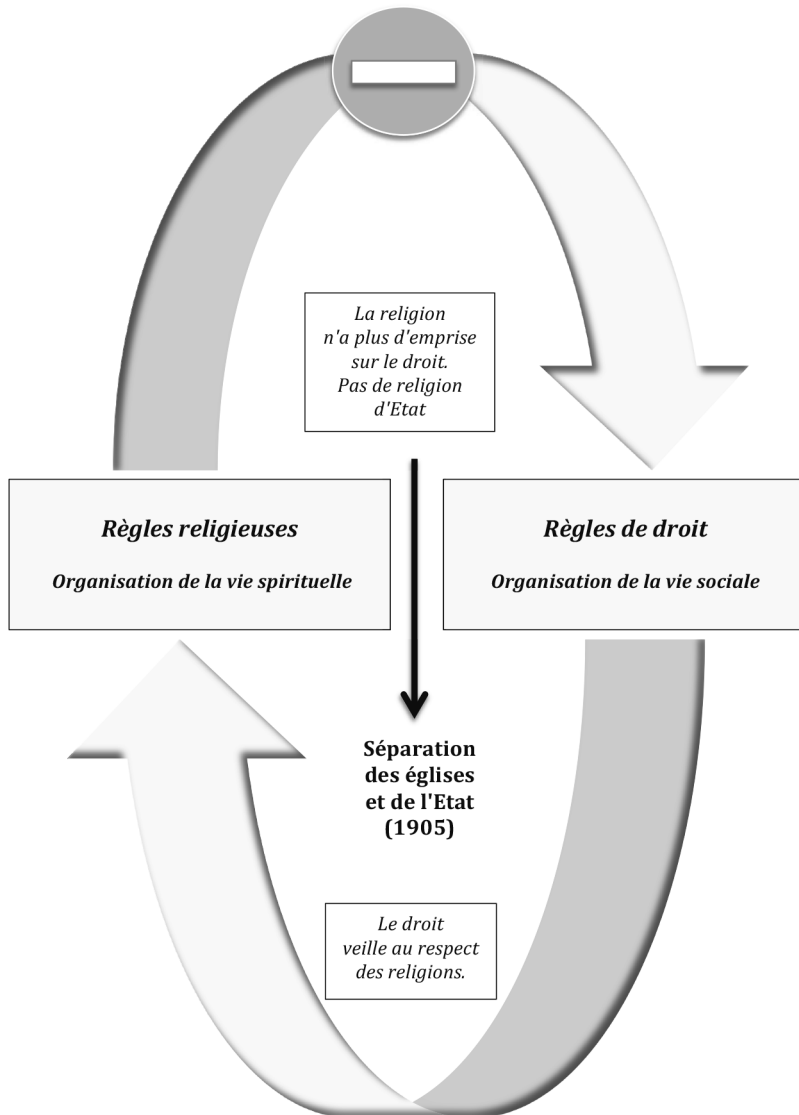 La religion
n'a plus d'emprise
sur le droit.
Pas de religion
d'Etat
Règles religieuses
Organisation de la vie spirituelle
Règles de droit
Organisation de la vie sociale
Séparation
des églises
et de l'Etat
(1905)
Le droit
veille au respect
des religions.